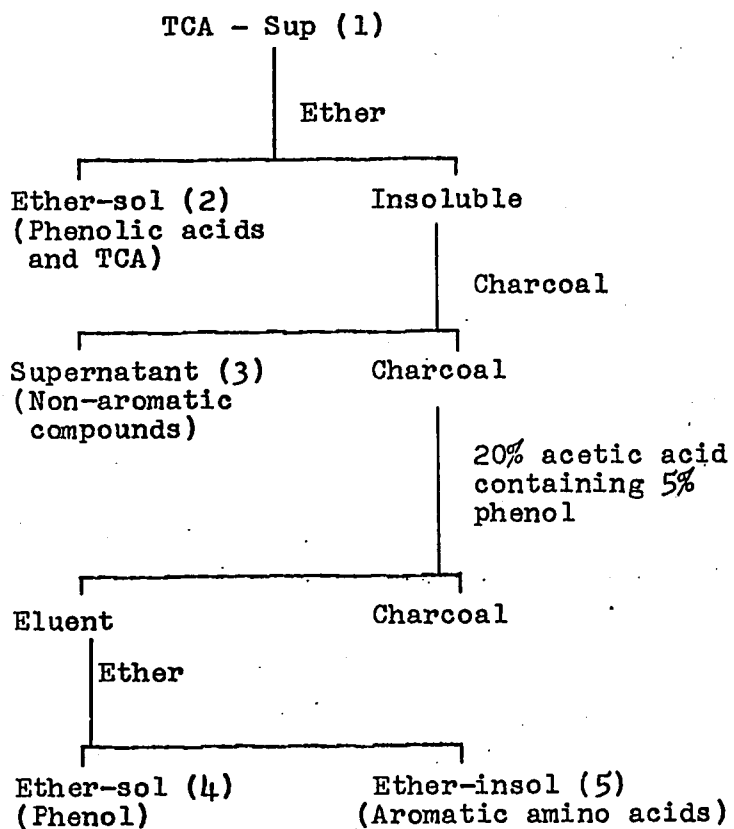 TCA - Sup (1)
Ether
Ether-sol (2)
(Phenolic acids
and TCA)
Insoluble
Charcoal
Supernatant (3)
(Non-aromatic
compounds)
Charcoal
20% acetic acid
containing 5%
phenol
Eluent
Charcoal
Ether
Ether-sol (4)
(Phenol)
Ether-insol (5)
(Aromatic amino acids)